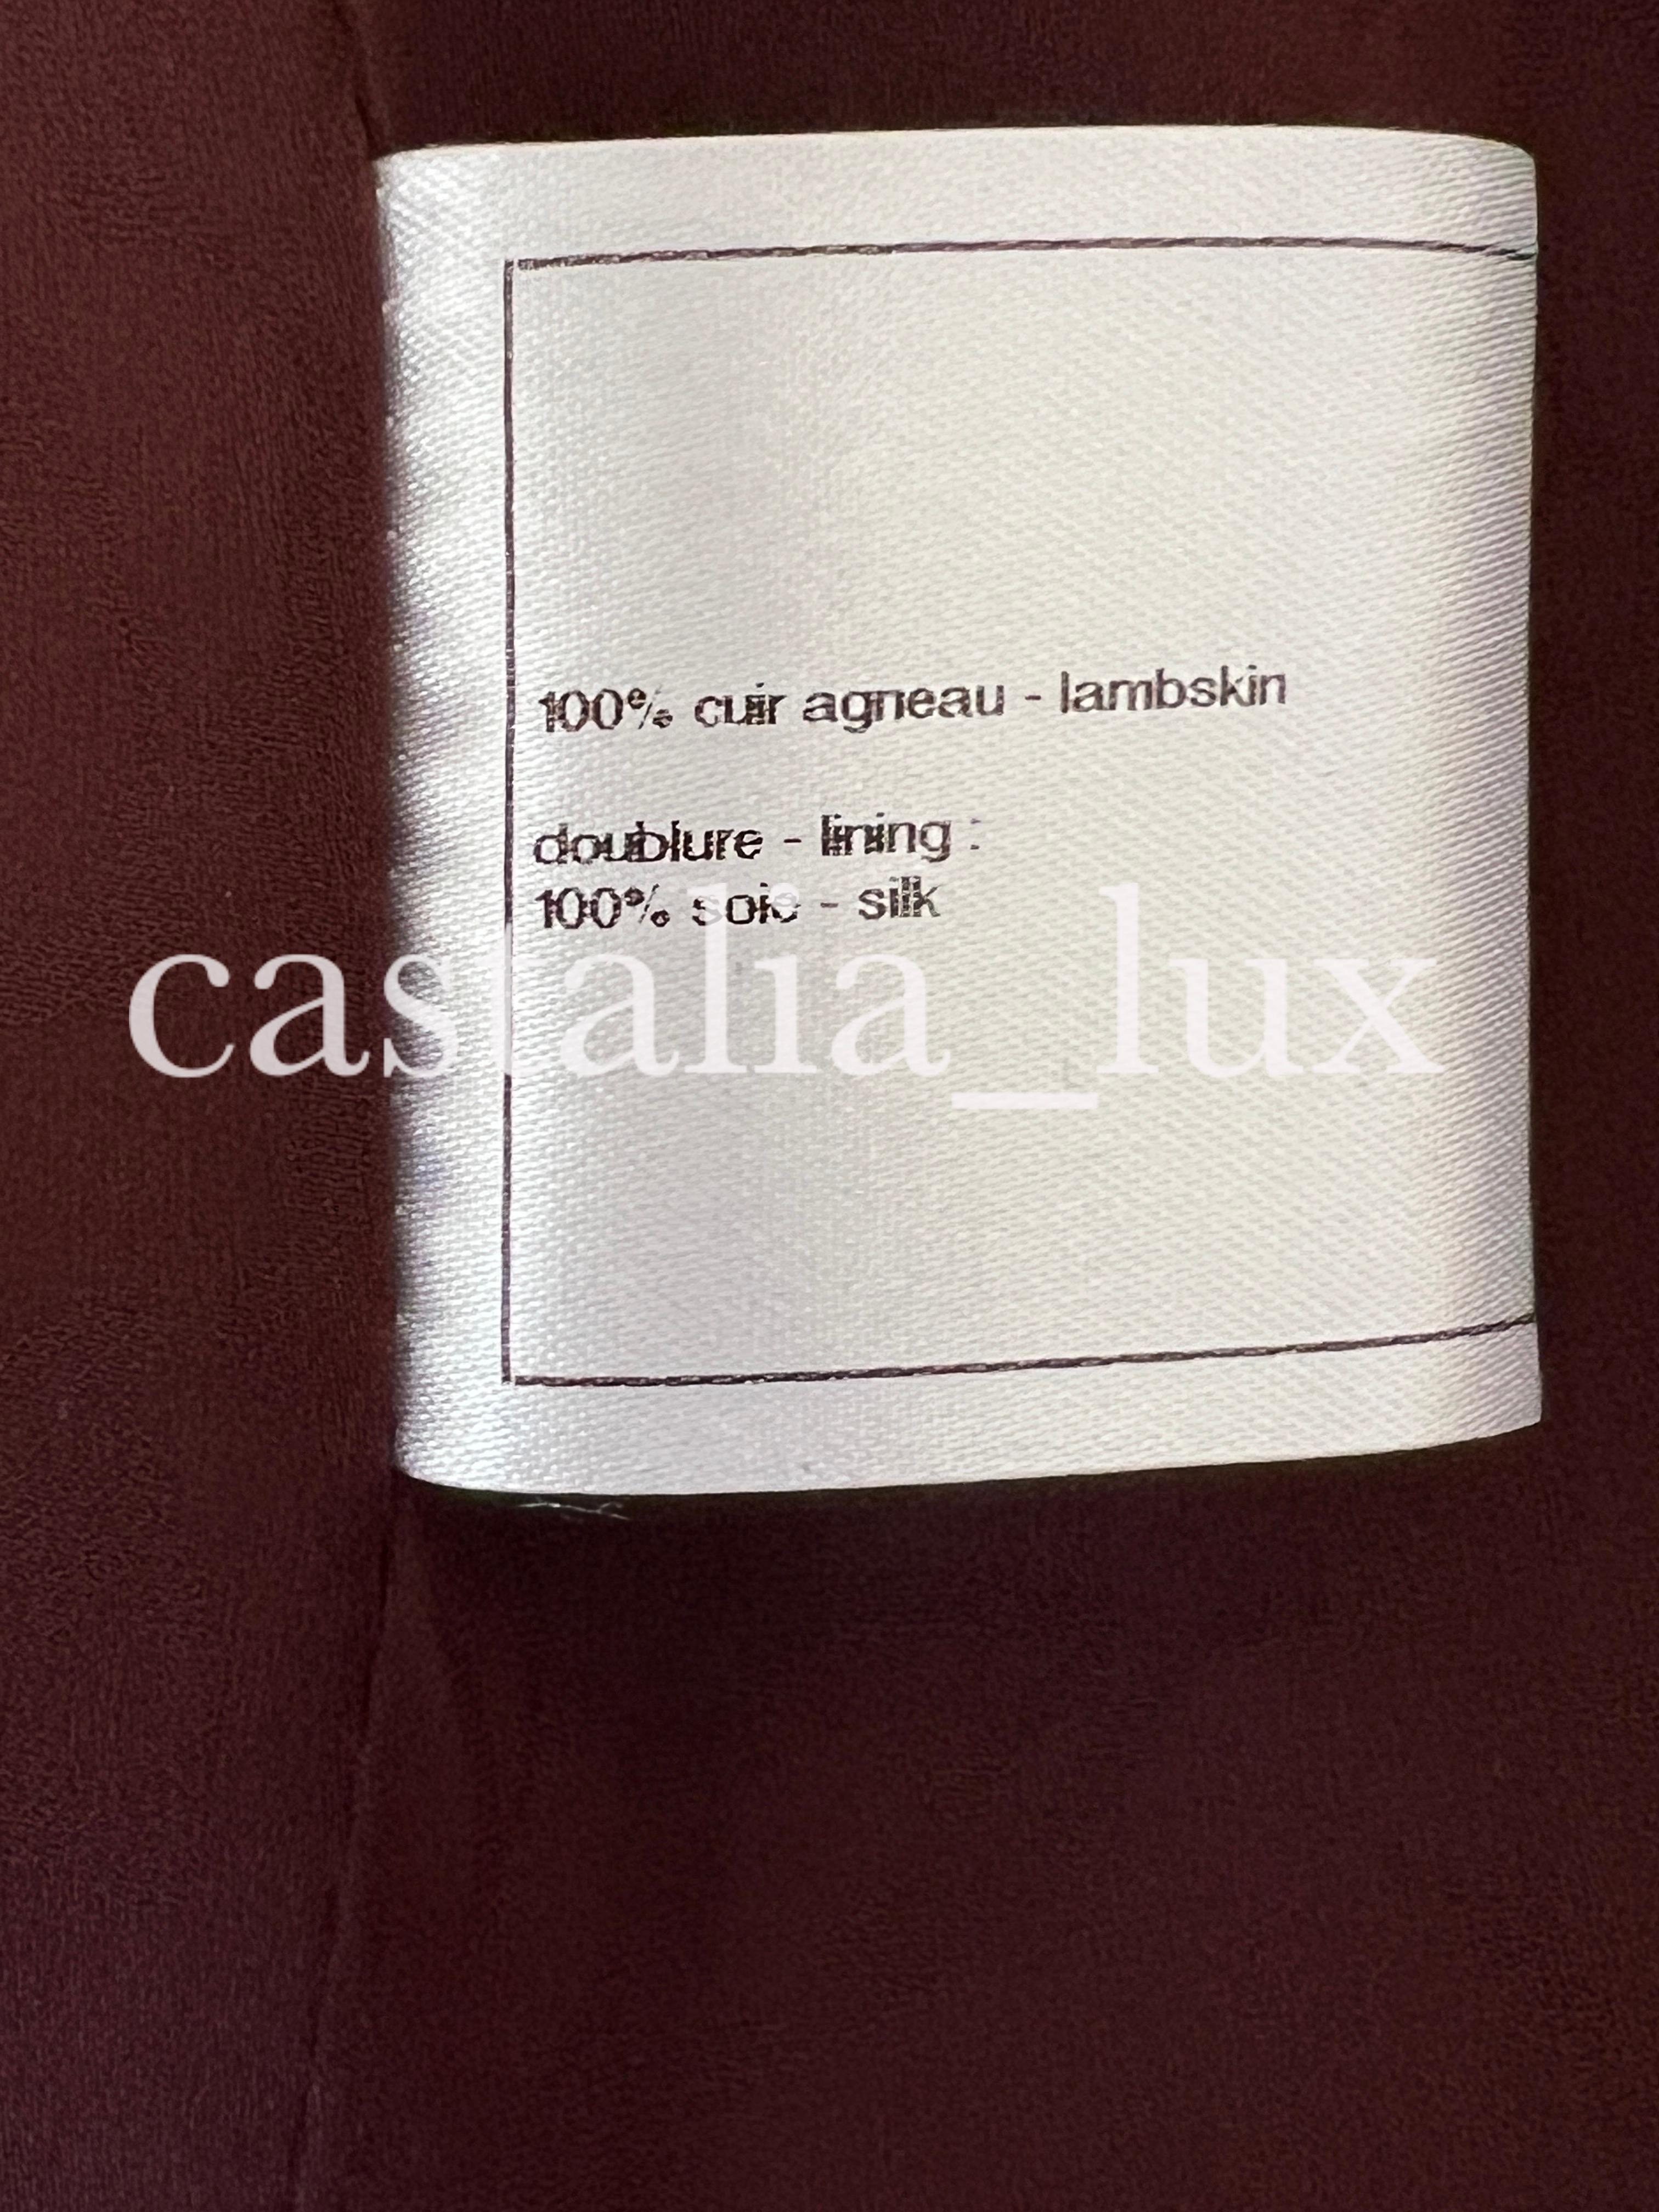 100% cuir agneau - lambskin
doublure - lining :
100% soie - silk
castalia_lux